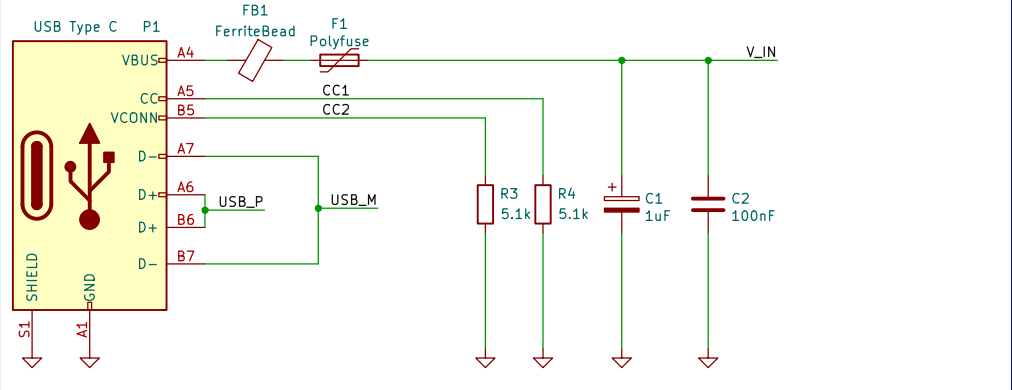 FB1
FerriteBead
F1
Polyfuse
USB Type C P1
VBUS A4
V_IN
CC A5 CC1
VCONN B5 CC2
D- A7
D+ A6
USB_P
USB_M
D+ B6
D- B7
R3
5.1k
R4
5.1k
+
C1
1uF
C2
100nF
SHIELD
GND
S1
A1